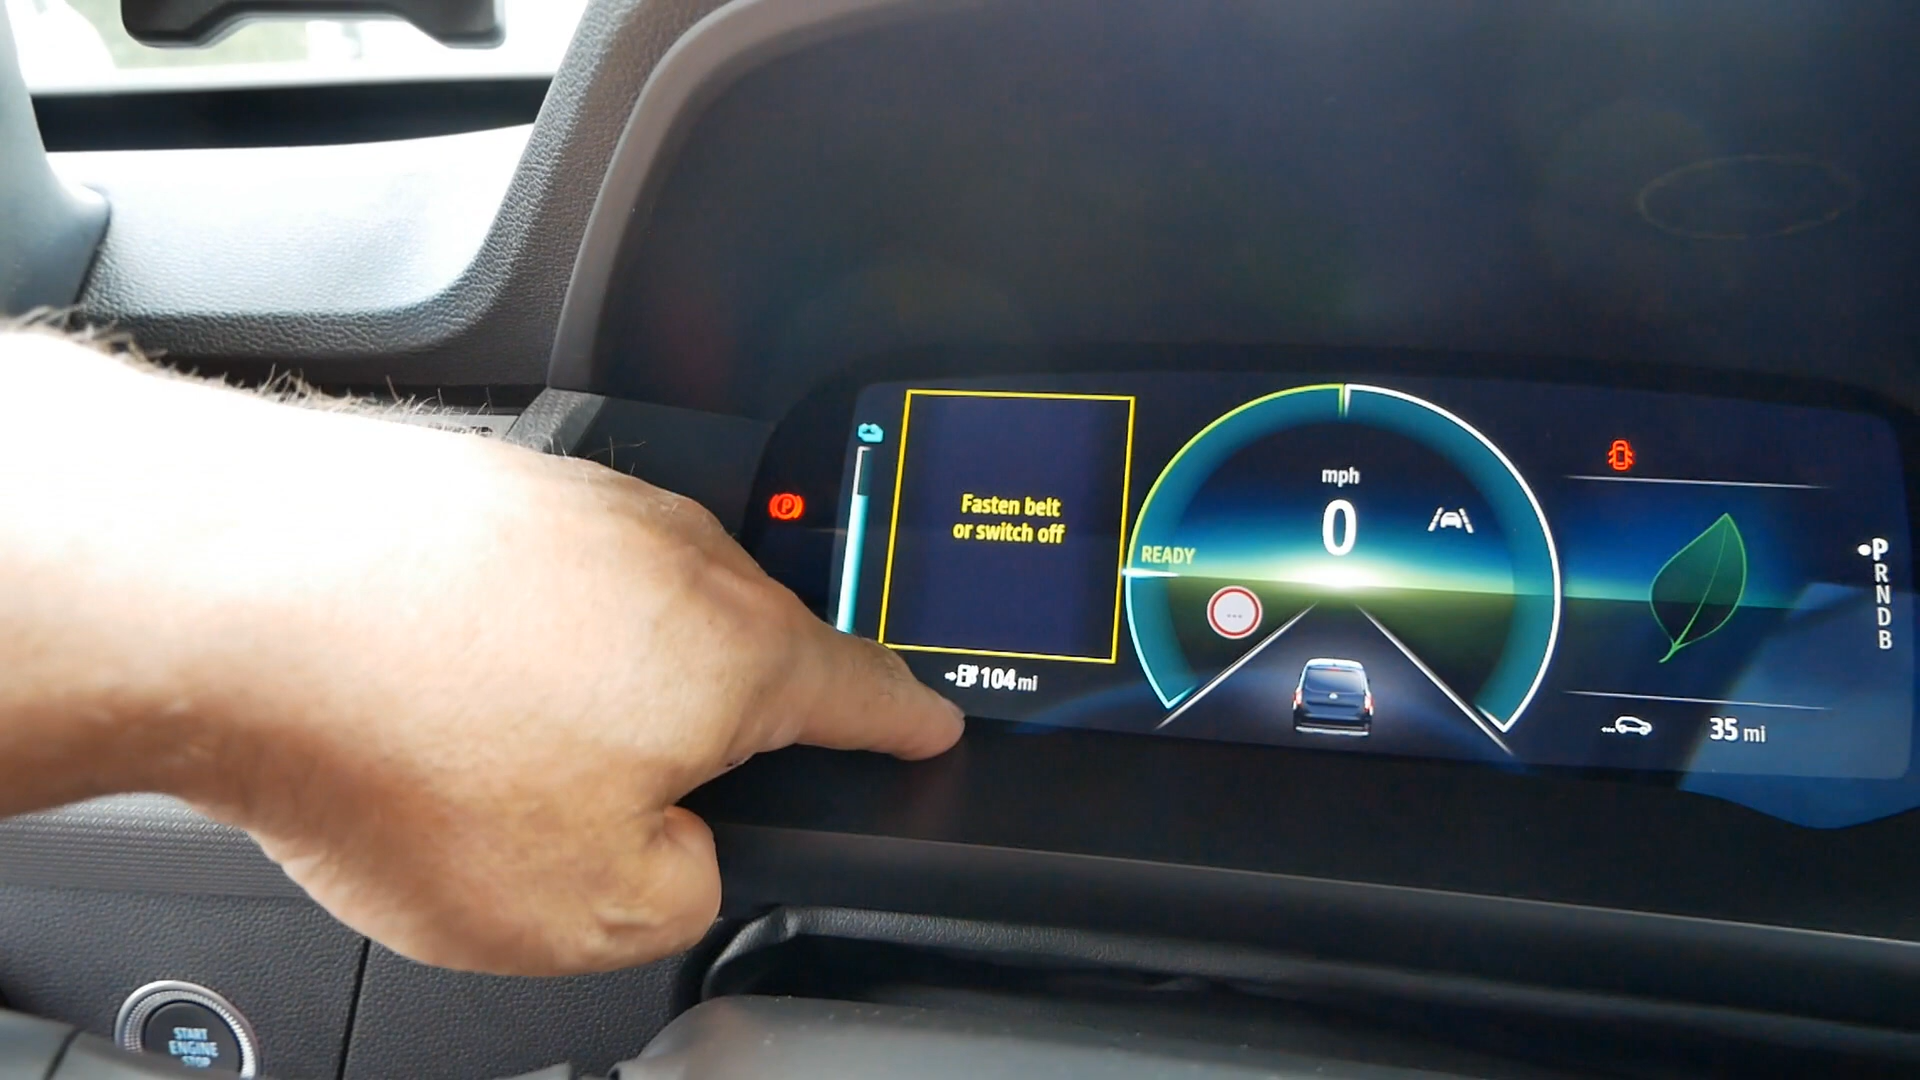 Fasten belt
or switch off
104 mi
mph
0
READY
...
P
P
R
N
D
B
... 35 mi
START
ENGINE
STOP